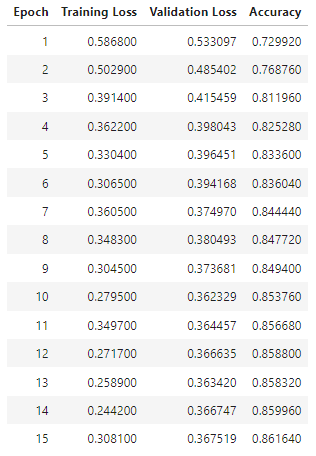 Epoch Training Loss Validation Loss Accuracy
1 0.586800 0.533097 0.729920
2 0.502900 0.485402 0.768760
3 0.391400 0.415459 0.811960
4 0.362200 0.398043 0.825280
5 0.330400 0.396451 0.833600
6 0.306500 0.394168 0.836040
7 0.360500 0.374970 0.844440
8 0.348300 0.380493 0.847720
9 0.304500 0.373681 0.849400
10 0.279500 0.362329 0.853760
11 0.349700 0.364457 0.856680
12 0.271700 0.366635 0.858800
13 0.258900 0.363420 0.858320
14 0.244200 0.366747 0.859960
15 0.308100 0.367519 0.861640